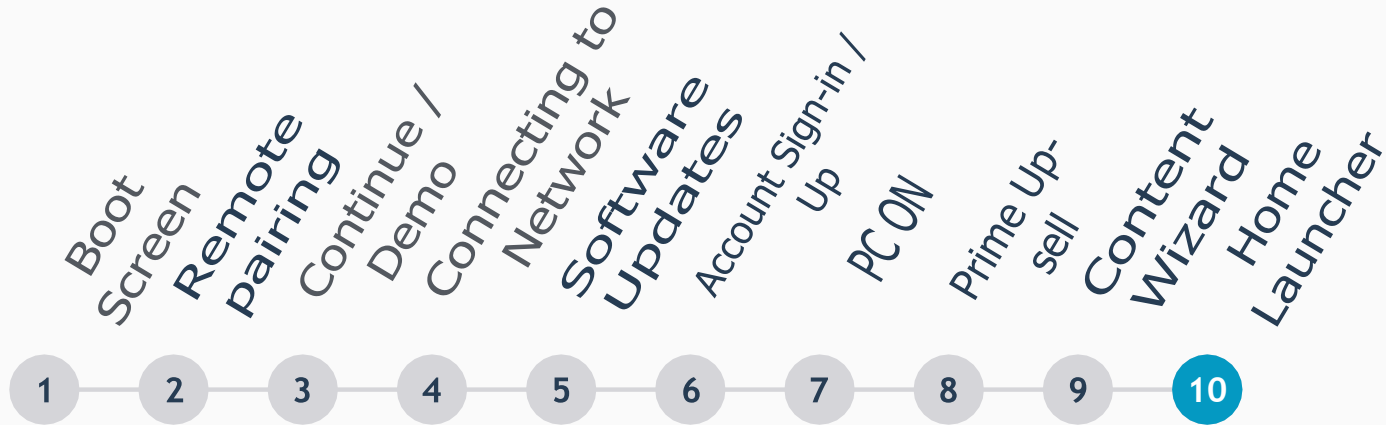 Boot
Screen
Remote
pairing
Continue /
Demo
Connecting to
Network
Software
Updates
Account Sign-in /
Up
PC ON
Prime Up-
sell
Content
Wizard
Home
Launcher
1
2
3
4
5
6
7
8
9
10